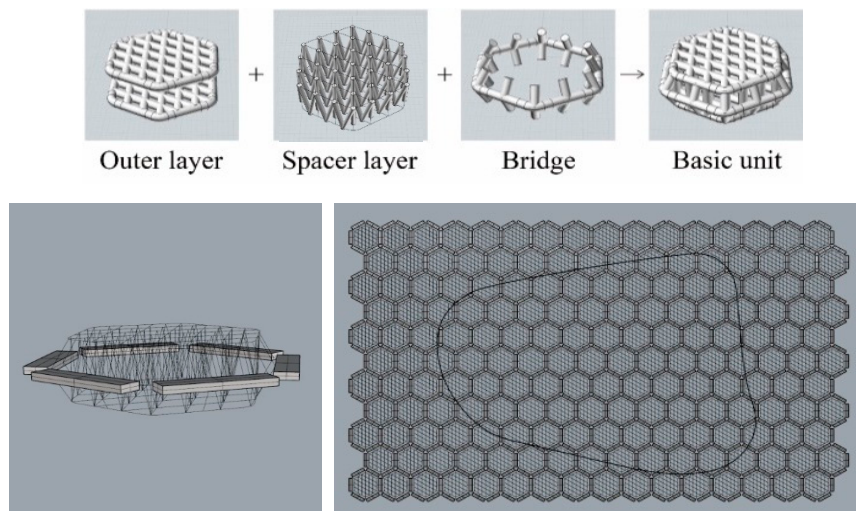 + + →
Outer layer Spacer layer Bridge Basic unit